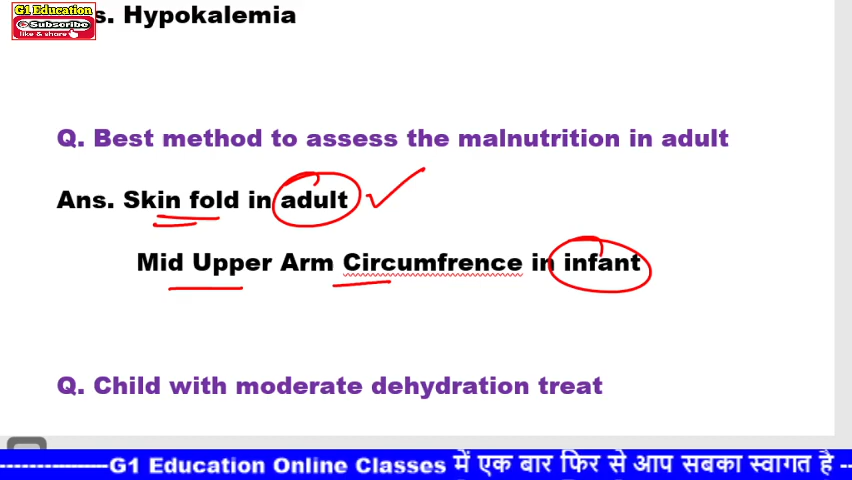 G1 Education
Subscribe
like & share
s. Hypokalemia
Q. Best method to assess the malnutrition in adult
Ans. Skin fold in adult
Mid Upper Arm Circumfrence in infant
Q. Child with moderate dehydration treat
--------------------G1 Education Online Classes में एक बार फिर से आप सबका स्वागत है --